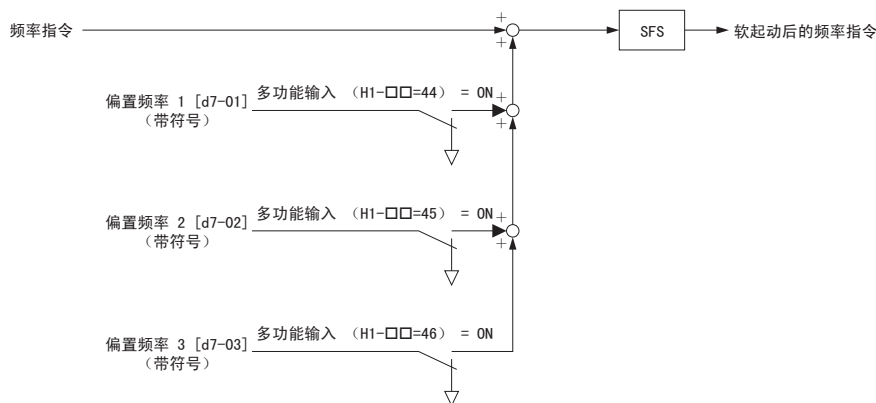 频率指令
+
+
SFS
软起动后的频率指令
偏置频率 1 [d7-01]
（带符号）
多功能输入 （H1-□□=44） = ON
+
+
偏置频率 2 [d7-02]
（带符号）
多功能输入 （H1-□□=45） = ON
+
+
偏置频率 3 [d7-03]
（带符号）
多功能输入 （H1-□□=46） = ON